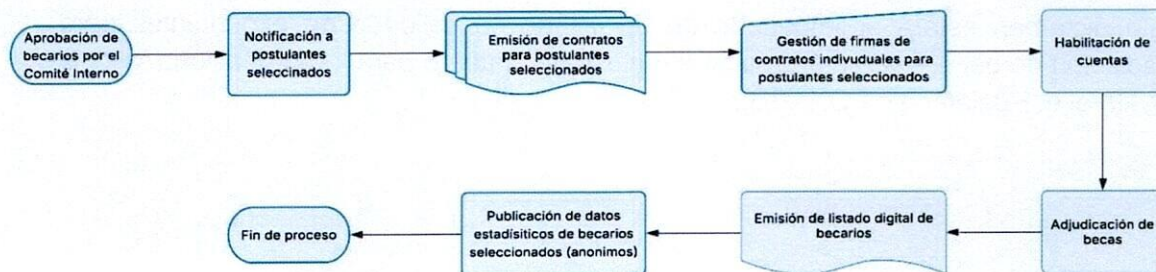 Aprobación de
becarios por el
Comité Interno
Notificación a
postulantes
seleccinados
Emisión de contratos
para postulantes
seleccionados
Gestión de firmas de
contratos indivuduales para
postulantes seleccionados
Habilitación de
cuentas
Adjudicación de
becas
Emisión de listado digital de
becarios
Publicación de datos
estadísiticos de becarios
seleccionados (anonimos)
Fin de proceso